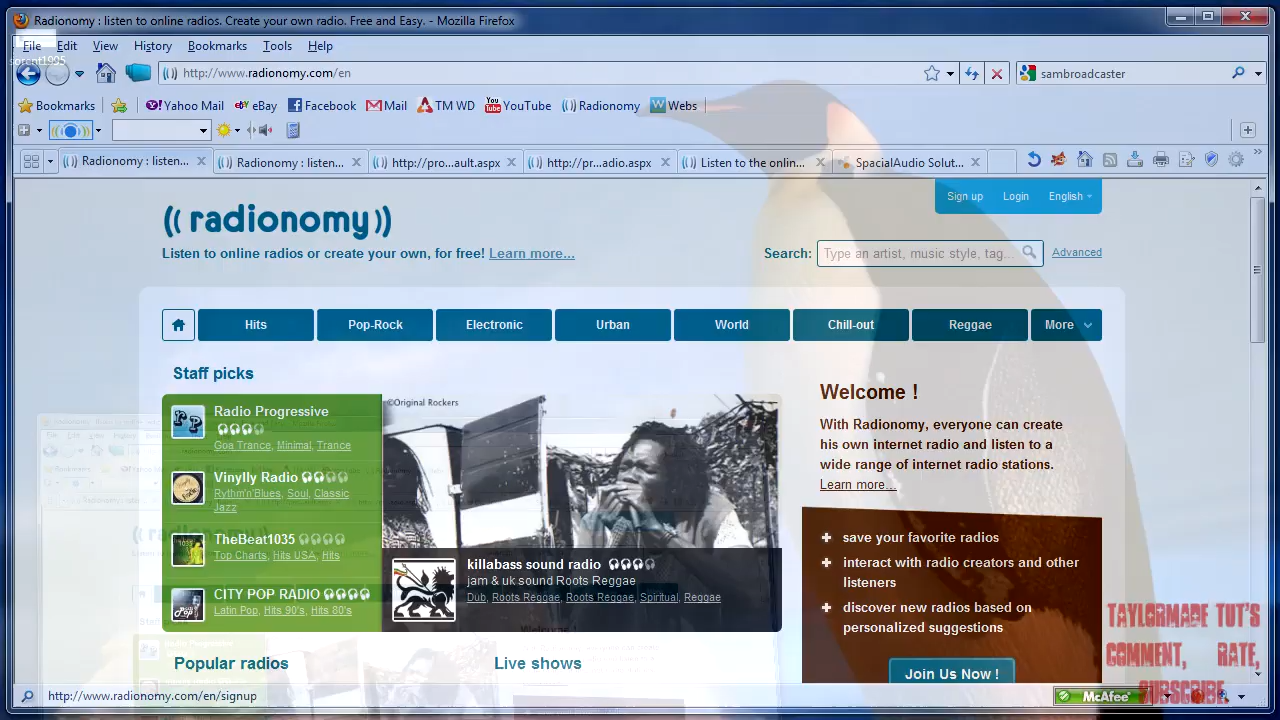 Radionomy : listen to online radios. Create your own radio. Free and Easy. - Mozilla Firefox
File Edit View History Bookmarks Tools Help
sorcnt1995
http://www.radionomy.com/en
sambroadcaster
Bookmarks Yahoo Mail eBay Facebook Mail TM WD YouTube Radionomy Webs
Radionomy : listen... Radionomy : listen... http://pro...ault.aspx http://pr...adio.aspx Listen to the onlin... SpacialAudio Solut...
Sign up Login English
(( radionomy ))
Listen to online radios or create your own, for free! Learn more...
Search: Type an artist, music style, tag... Advanced
Hits Pop-Rock Electronic Urban World Chill-out Reggae More
Staff picks
Radio Progressive
Goa Trance, Minimal, Trance
Vinylly Radio
Rythm'n'Blues, Soul, Classic
Jazz
TheBeat1035
Top Charts, Hits USA, Hits
CITY POP RADIO
Latin Pop, Hits 90's, Hits 80's
©Original Rockers
killabass sound radio
jam & uk sound Roots Reggae
Dub, Roots Reggae, Roots Reggae, Spiritual, Reggae
Welcome !
With Radionomy, everyone can create
his own internet radio and listen to a
wide range of internet radio stations.
Learn more...
save your favorite radios
interact with radio creators and other
listeners
discover new radios based on
personalized suggestions
Join Us Now !
Popular radios
Live shows
TAYLORMADE TUT'S
COMMENT, RATE,
SUBSCRIBE.
http://www.radionomy.com/en/signup
McAfee